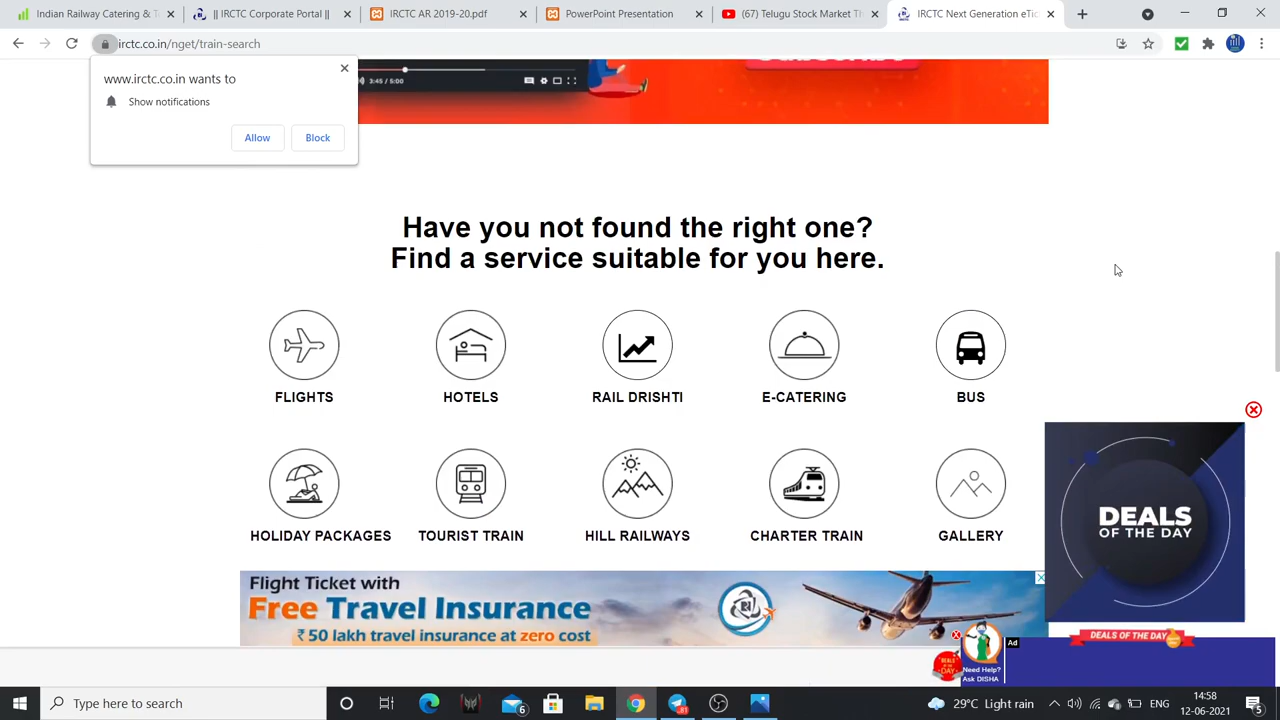 Indian Railway Catering & T
|| IRCTC Corporate Portal ||
IRCTC AR 2019-20.pdf
PowerPoint Presentation
(67) Telugu Stock Market Th
IRCTC Next Generation eTic
irctc.co.in/nget/train-search
www.irctc.co.in wants to
Show notifications
Allow
Block
3:45 / 5:00
Have you not found the right one?
Find a service suitable for you here.
FLIGHTS
HOTELS
RAIL DRISHTI
E-CATERING
BUS
HOLIDAY PACKAGES
TOURIST TRAIN
HILL RAILWAYS
CHARTER TRAIN
GALLERY
DEALS
OF THE DAY
DEALS OF THE DAY
Flight Ticket with
Free Travel Insurance
₹ 50 lakh travel insurance at zero cost
Ad
Need Help?
Ask DISHA
Type here to search
6
81
29°C Light rain
ENG
14:58
12-06-2021
5